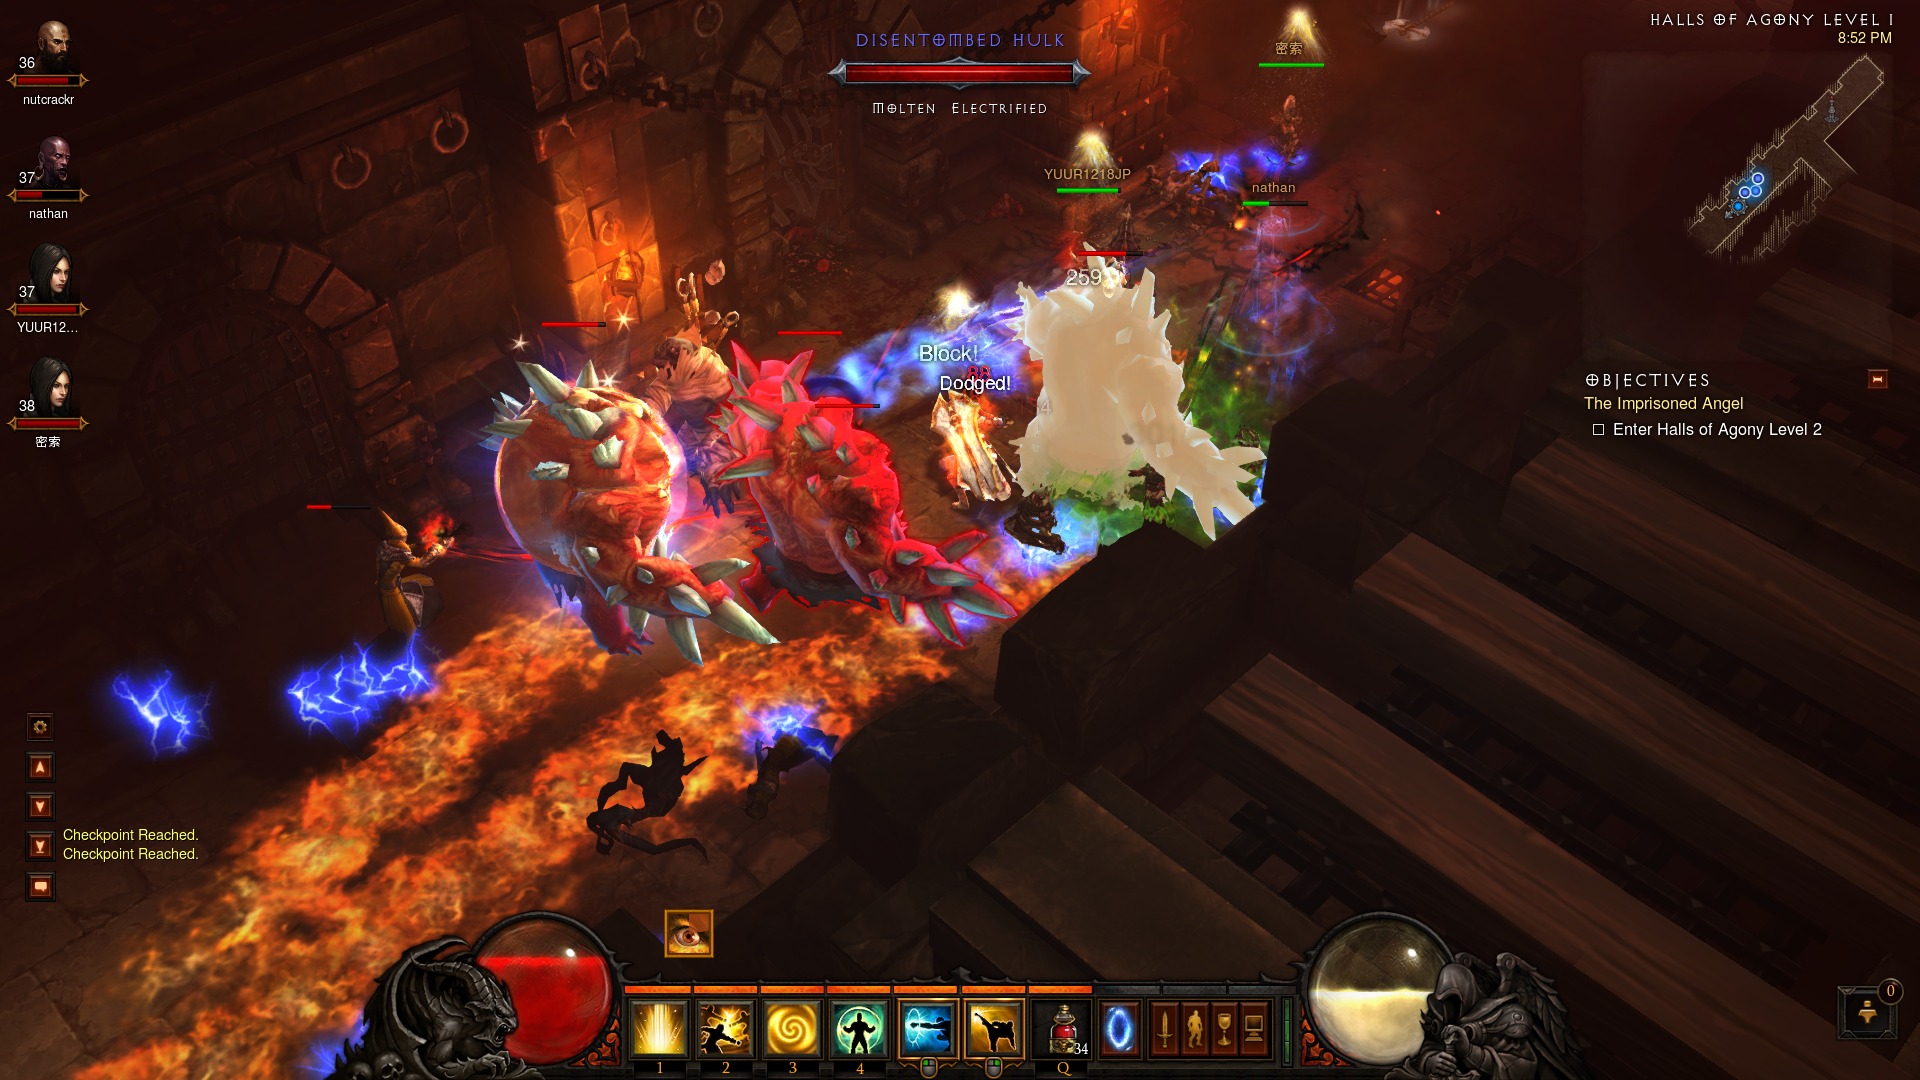 HALLS OF AGONY LEVEL 1
8:52 PM
36
nutcrackr
37
nathan
37
YUUR12...
38
密索
DISENTOMBED HULK
MOLTEN ELECTRIFIED
密索
YUUR1218JP
nathan
259
Block!
88
Dodged!
OBJECTIVES
The Imprisoned Angel
Enter Halls of Agony Level 2
Checkpoint Reached.
Checkpoint Reached.
34
1 2 3 4 Q
0